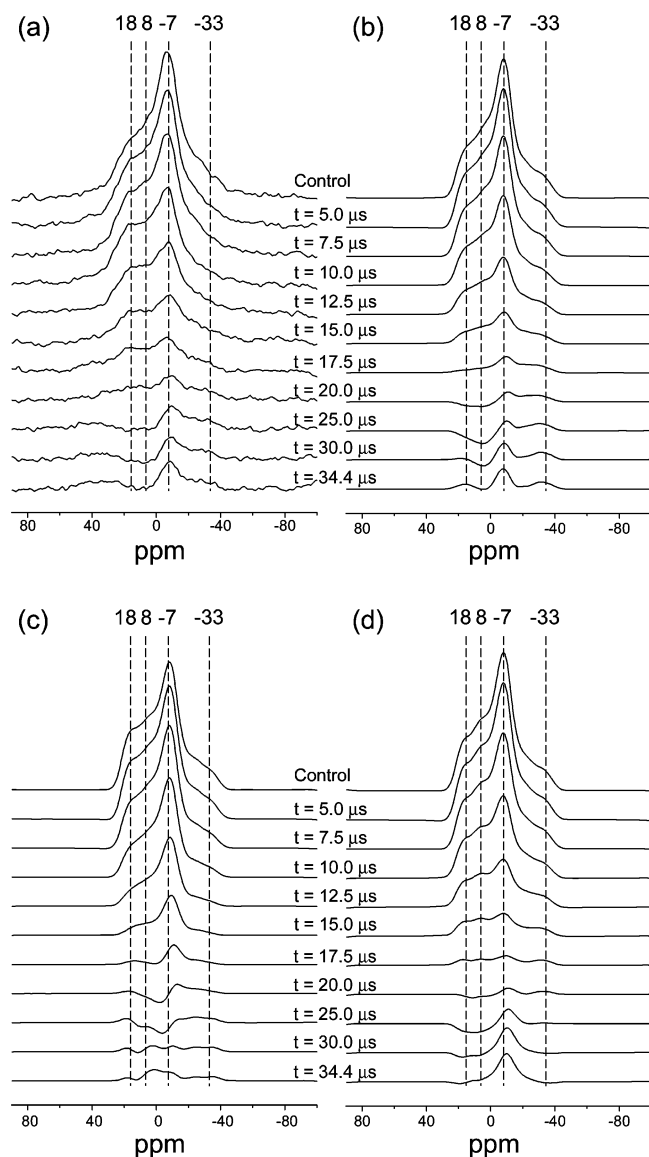 (a) 18 8 -7 -33
(b) 18 8 -7 -33
Control
t = 5.0 μs
t = 7.5 μs
t = 10.0 μs
t = 12.5 μs
t = 15.0 μs
t = 17.5 μs
t = 20.0 μs
t = 25.0 μs
t = 30.0 μs
t = 34.4 μs
80 40 0 -40 -80
ppm
80 40 0 -40 -80
ppm
(c) 18 8 -7 -33
(d) 18 8 -7 -33
Control
t = 5.0 μs
t = 7.5 μs
t = 10.0 μs
t = 12.5 μs
t = 15.0 μs
t = 17.5 μs
t = 20.0 μs
t = 25.0 μs
t = 30.0 μs
t = 34.4 μs
80 40 0 -40 -80
ppm
80 40 0 -40 -80
ppm